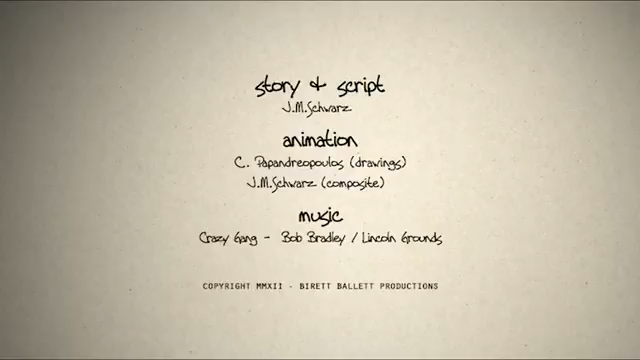 story & script
J.M.Schwarz
animation
C. Papandreopoulos (drawings)
J.M.Schwarz (composite)
music
Crazy Gang - Bob Bradley / Lincoln Grounds
COPYRIGHT MMXII - BIRETT BALLETT PRODUCTIONS